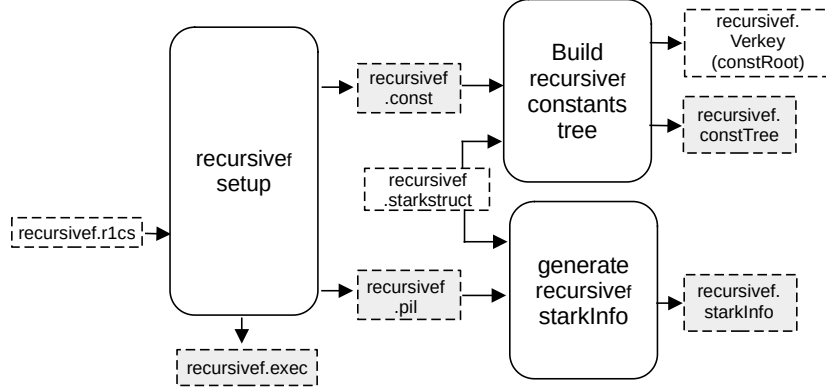 recursivef.r1cs
recursivef
setup
recursivef.exec
recursivef
.const
recursivef
.starkstruct
recursivef
.pil
Build
recursivef
constants
tree
recursivef.
Verkey
(constRoot)
recursivef.
constTree
generate
recursivef
starkInfo
recursivef.
starkInfo